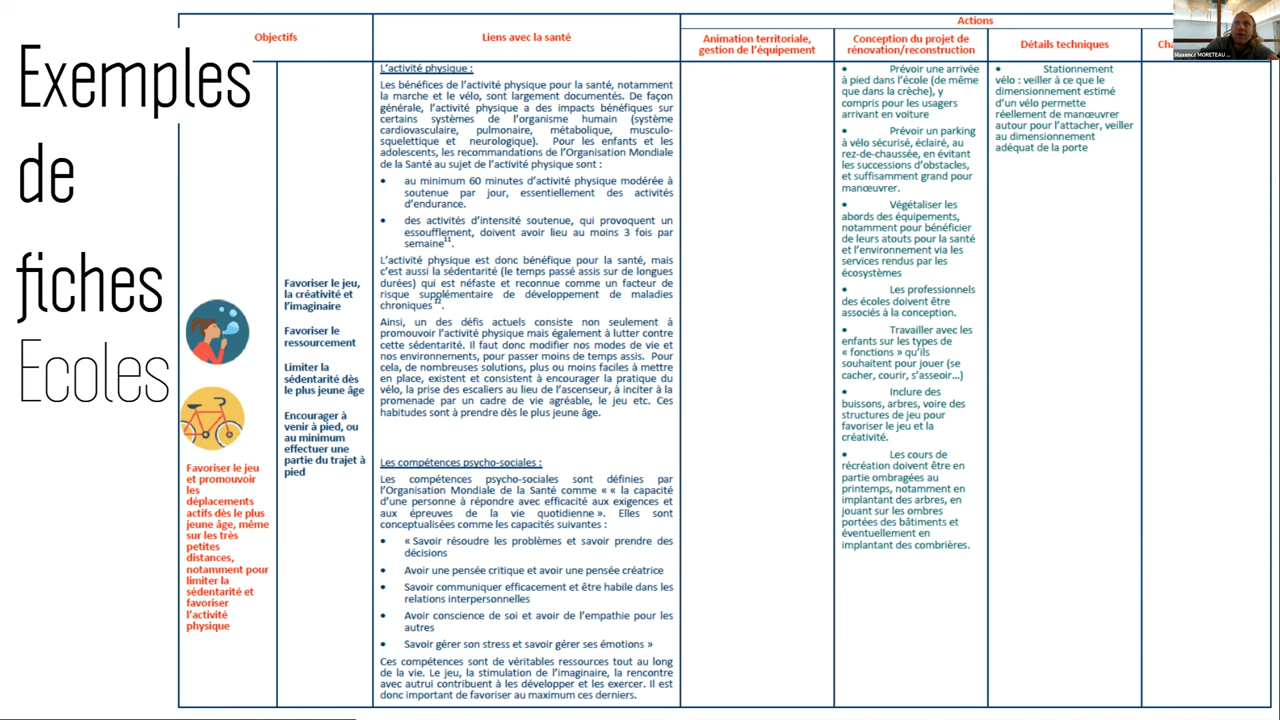 Exemples
de
fiches
Ecoles
Objectifs
Liens avec la santé
Actions
Animation territoriale,
gestion de l'équipement
Conception du projet de
rénovation/reconstruction
Détails techniques
Maxence MORETEAU ...
Favoriser le jeu
et promouvoir
les
déplacements
actifs dès le plus
jeune âge, même
sur les très
petites
distances,
notamment pour
limiter la
sédentarité et
favoriser
l'activité
physique
Favoriser le jeu,
la créativité et
l'imaginaire
Favoriser le
ressourcement
Limiter la
sédentarité dès
le plus jeune âge
Encourager à
venir à pied, ou
au minimum
effectuer une
partie du trajet à
pied
L'activité physique :
Les bénéfices de l'activité physique pour la santé, notamment
la marche et le vélo, sont largement documentés. De façon
générale, l'activité physique a des impacts bénéfiques sur
certains systèmes de l'organisme humain (système
cardiovasculaire, pulmonaire, métabolique, musculo-
squelettique et neurologique). Pour les enfants et les
adolescents, les recommandations de l'Organisation Mondiale
de la Santé au sujet de l'activité physique sont :
• au minimum 60 minutes d'activité physique modérée à
soutenue par jour, essentiellement des activités
d'endurance.
• des activités d'intensité soutenue, qui provoquent un
essoufflement, doivent avoir lieu au moins 3 fois par
semaine11.
L'activité physique est donc bénéfique pour la santé, mais
c'est aussi la sédentarité (le temps passé assis sur de longues
durées) qui est néfaste et reconnue comme un facteur de
risque supplémentaire de développement de maladies
chroniques 12.
Ainsi, un des défis actuels consiste non seulement à
promouvoir l'activité physique mais également à lutter contre
cette sédentarité. Il faut donc modifier nos modes de vie et
nos environnements, pour passer moins de temps assis. Pour
cela, de nombreuses solutions, plus ou moins faciles à mettre
en place, existent et consistent à encourager la pratique du
vélo, la prise des escaliers au lieu de l'ascenseur, à inciter à la
promenade par un cadre de vie agréable, le jeu etc. Ces
habitudes sont à prendre dès le plus jeune âge.
Les compétences psycho-sociales :
Les compétences psycho-sociales sont définies par
l'Organisation Mondiale de la Santé comme « « la capacité
d'une personne à répondre avec efficacité aux exigences et
aux épreuves de la vie quotidienne ». Elles sont
conceptualisées comme les capacités suivantes :
• « Savoir résoudre les problèmes et savoir prendre des
décisions
• Avoir une pensée critique et avoir une pensée créatrice
• Savoir communiquer efficacement et être habile dans les
relations interpersonnelles
• Avoir conscience de soi et avoir de l'empathie pour les
autres
• Savoir gérer son stress et savoir gérer ses émotions »
Ces compétences sont de véritables ressources tout au long
de la vie. Le jeu, la stimulation de l'imaginaire, la rencontre
avec autrui contribuent à les développer et les exercer. Il est
donc important de favoriser au maximum ces derniers.
• Prévoir une arrivée
à pied dans l'école (de même
que dans la crèche), y
compris pour les usagers
arrivant en voiture
• Prévoir un parking
à vélo sécurisé, éclairé, au
rez-de-chaussée, en évitant
les successions d'obstacles,
et suffisamment grand pour
manœuvrer.
• Végétaliser les
abords des équipements,
notamment pour bénéficier
de leurs atouts pour la santé
et l'environnement via les
services rendus par les
écosystèmes
• Les professionnels
des écoles doivent être
associés à la conception.
• Travailler avec les
enfants sur les types de
« fonctions » qu'ils
souhaitent pour jouer (se
cacher, courir, s'asseoir...)
• Inclure des
buissons, arbres, voire des
structures de jeu pour
favoriser le jeu et la
créativité.
• Les cours de
récréation doivent être en
partie ombragées au
printemps, notamment en
implantant des arbres, en
jouant sur les ombres
portées des bâtiments et
éventuellement en
implantant des combrières.
• Stationnement
vélo : veiller à ce que le
dimensionnement estimé
d'un vélo permette
réellement de manœuvrer
autour pour l'attacher, veiller
au dimensionnement
adéquat de la porte